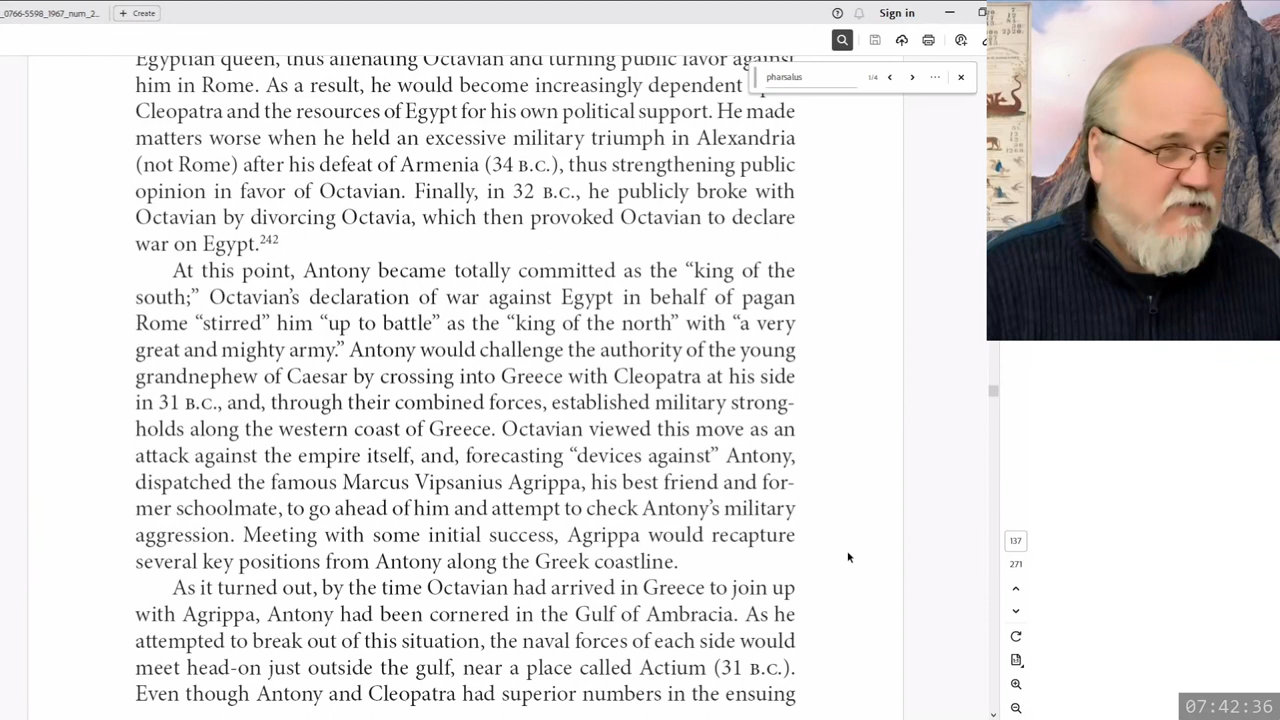 _0766-5598_1967_num_2...
+ Create
Sign in
pharsalus
1/4
Egyptian queen, thus alienating Octavian and turning public favor against
him in Rome. As a result, he would become increasingly dependent
Cleopatra and the resources of Egypt for his own political support. He made
matters worse when he held an excessive military triumph in Alexandria
(not Rome) after his defeat of Armenia (34 B.C.), thus strengthening public
opinion in favor of Octavian. Finally, in 32 B.C., he publicly broke with
Octavian by divorcing Octavia, which then provoked Octavian to declare
war on Egypt.²⁴²
At this point, Antony became totally committed as the “king of the
south;” Octavian’s declaration of war against Egypt in behalf of pagan
Rome “stirred” him “up to battle” as the “king of the north” with “a very
great and mighty army.” Antony would challenge the authority of the young
grandnephew of Caesar by crossing into Greece with Cleopatra at his side
in 31 B.C., and, through their combined forces, established military strong-
holds along the western coast of Greece. Octavian viewed this move as an
attack against the empire itself, and, forecasting “devices against” Antony,
dispatched the famous Marcus Vipsanius Agrippa, his best friend and for-
mer schoolmate, to go ahead of him and attempt to check Antony’s military
aggression. Meeting with some initial success, Agrippa would recapture
several key positions from Antony along the Greek coastline.
As it turned out, by the time Octavian had arrived in Greece to join up
with Agrippa, Antony had been cornered in the Gulf of Ambracia. As he
attempted to break out of this situation, the naval forces of each side would
meet head-on just outside the gulf, near a place called Actium (31 B.C.).
Even though Antony and Cleopatra had superior numbers in the ensuing
137
271
07:42:36